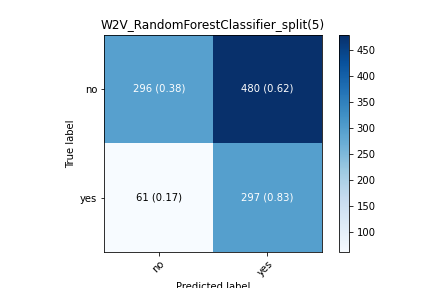 W2V_RandomForestClassifier_split(5)
True label
no
296 (0.38)
480 (0.62)
yes
61 (0.17)
297 (0.83)
no
yes
Predicted label
450
400
350
300
250
200
150
100